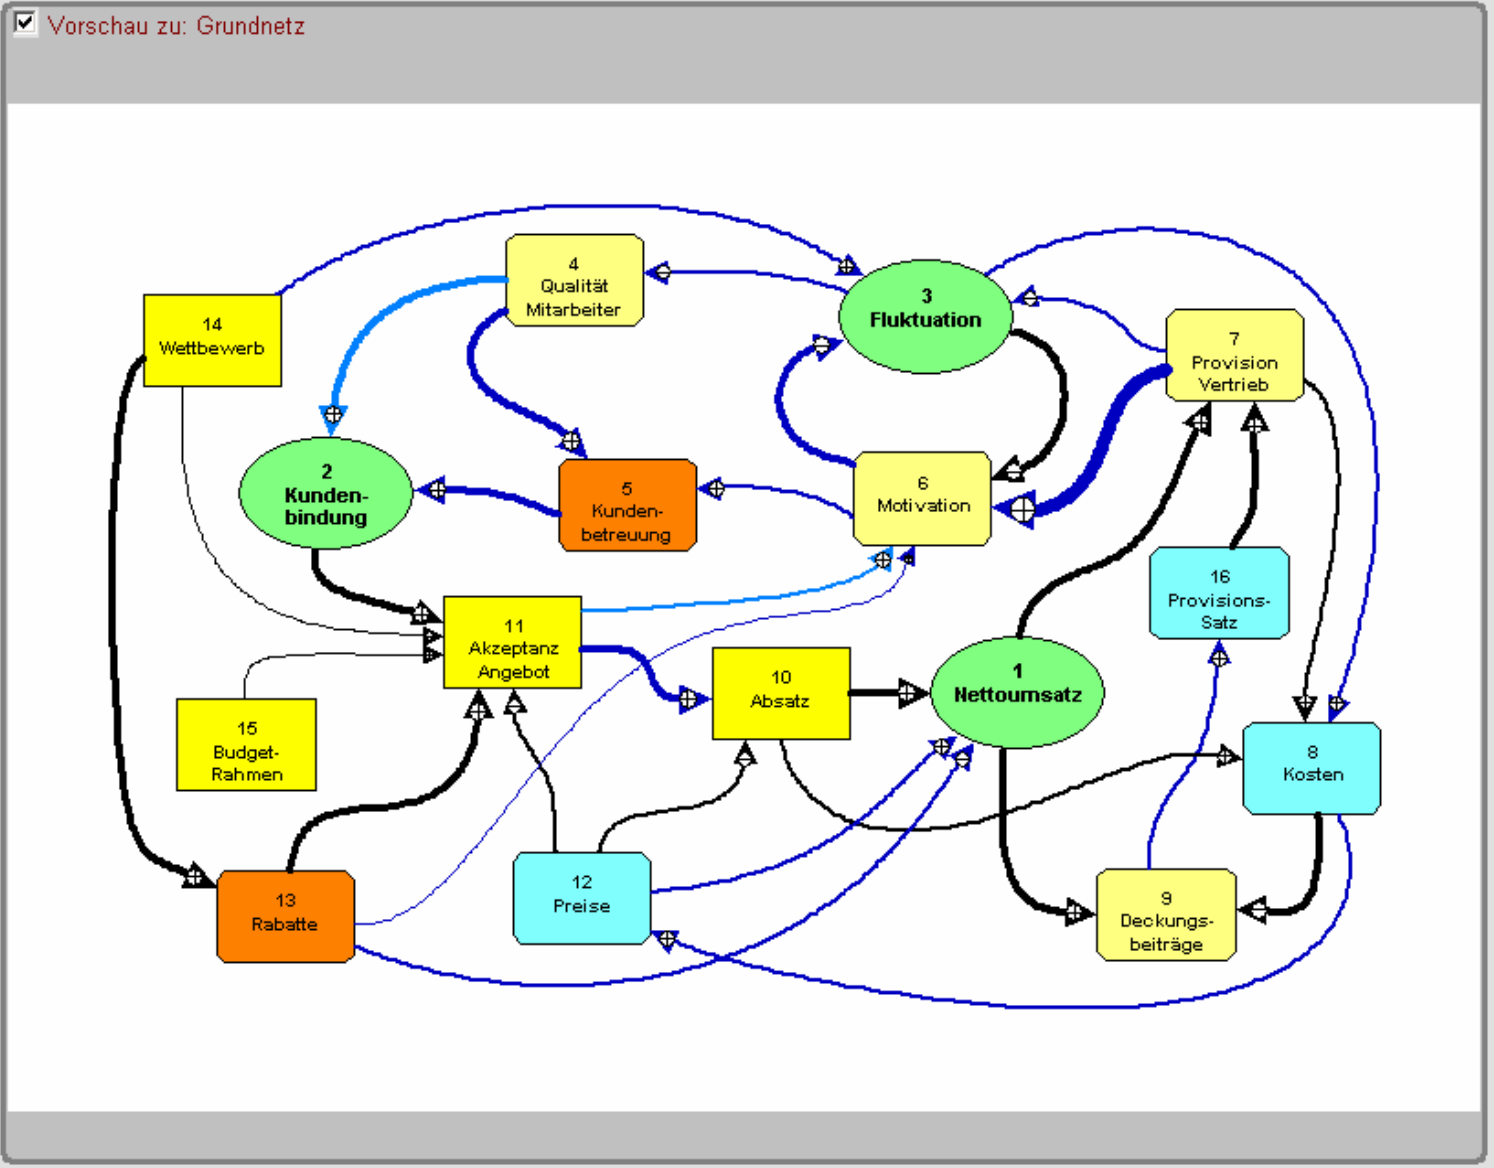 Vorschau zu: Grundnetz
4
Qualität
Mitarbeiter
3
Fluktuation
14
Wettbewerb
7
Provision
Vertrieb
2
Kunden-
bindung
5
Kunden-
betreuung
6
Motivation
16
Provisions-
Satz
11
Akzeptanz
Angebot
10
Absatz
1
Nettoumsatz
15
Budget-
Rahmen
8
Kosten
13
Rabatte
12
Preise
9
Deckungs-
beiträge